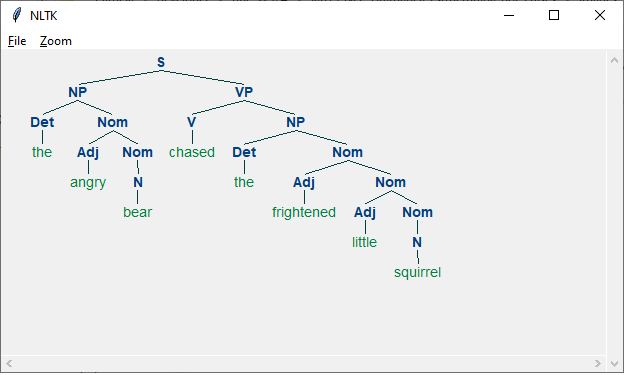 NLTK
File Zoom
S
NP VP
Det Nom V NP
the Adj Nom chased Det Nom
angry N the Adj Nom
bear frightened Adj Nom
little N
squirrel